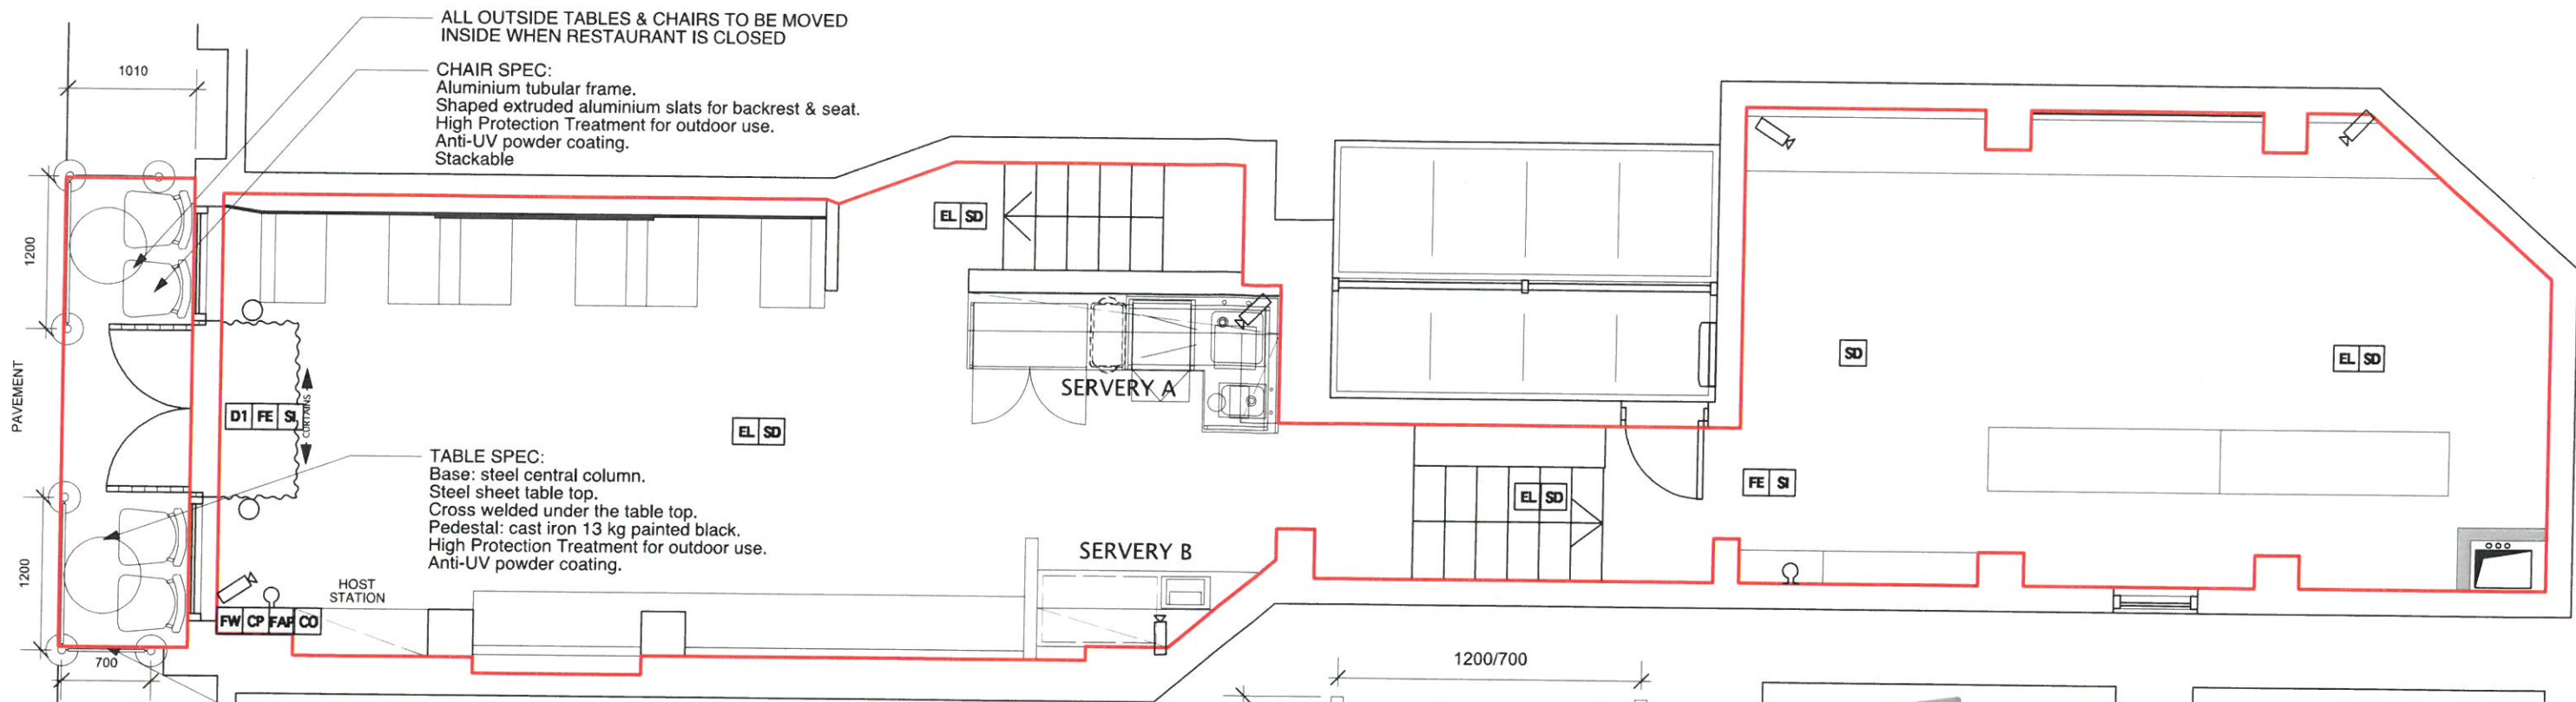 ALL OUTSIDE TABLES & CHAIRS TO BE MOVED
INSIDE WHEN RESTAURANT IS CLOSED
1010
CHAIR SPEC:
Aluminium tubular frame.
Shaped extruded aluminium slats for backrest & seat.
High Protection Treatment for outdoor use.
Anti-UV powder coating.
Stackable
1200
EL SD
SERVERY A
SD
EL SD
PAVEMENT
D1 FE SL
CURTAINS
EL SD
TABLE SPEC:
Base: steel central column.
Steel sheet table top.
Cross welded under the table top.
Pedestal: cast iron 13 kg painted black.
High Protection Treatment for outdoor use.
Anti-UV powder coating.
EL SD
FE SI
SERVERY B
1200
HOST
STATION
FW CP FAP CO
700
1200/700